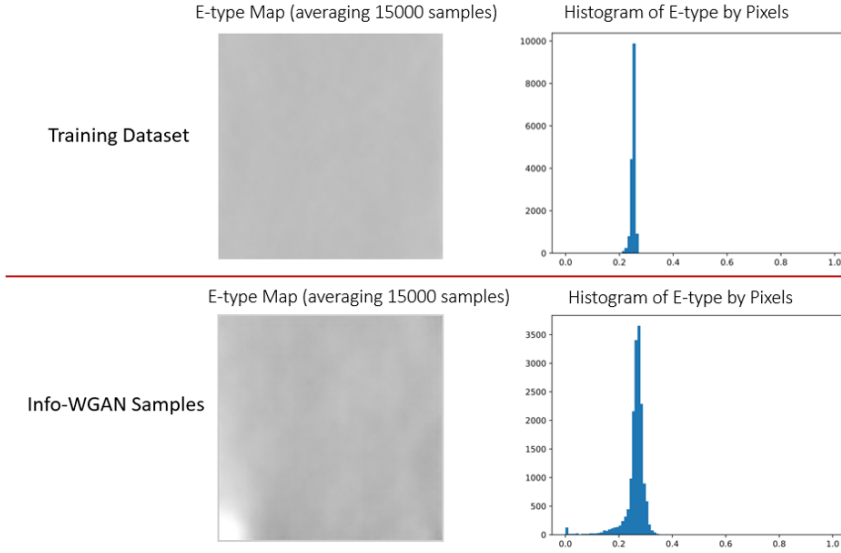 E-type Map (averaging 15000 samples)
Histogram of E-type by Pixels
Training Dataset
10000
8000
6000
4000
2000
0
0.0 0.2 0.4 0.6 0.8 1.0
E-type Map (averaging 15000 samples)
Histogram of E-type by Pixels
Info-WGAN Samples
3500
3000
2500
2000
1500
1000
500
0
0.0 0.2 0.4 0.6 0.8 1.0